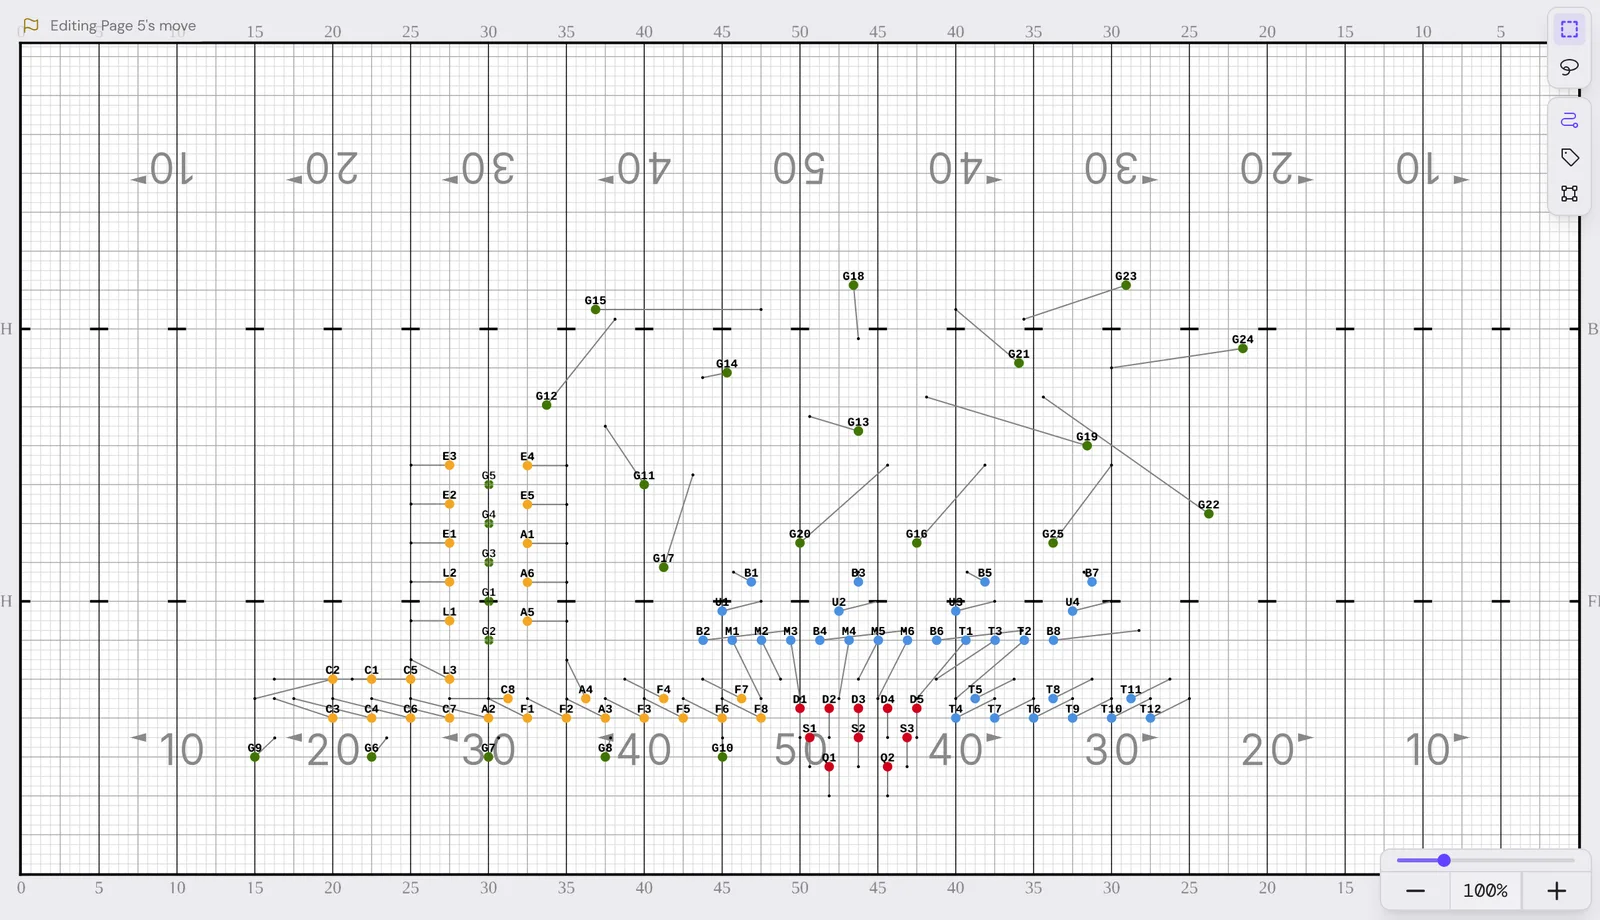 Editing Page 5's move
0 5 10 15 20 25 30 35 40 45 50 45 40 35 30 25 20 15 10 5
10 20 30 40 50 40 30 20 10
G18 G23
G15
H B
G24
G21
G14
G12
G13
G19
E3 E4
G5 G11
E2 E5
G4 G22
E1 A1 G20 G16 G25
G3 G17
L2 A6 B1 B3 B5 B7
G1
H F
U1 U2 U3 U4
L1 A5
G2 B2 M1 M2 M3 B4 M4 M5 M6 B6 T1 T3 T2 B8
C2 C1 C5 L3
C8 A4 F4 F7 T5 T8 T11
D1 D2 D3 D4 D5
C3 C4 C6 C7 A2 F1 F2 A3 F3 F5 F6 F8 T4 T7 T6 T9 T10 T12
S1 S2 S3
G9 G6 G7 G8 G10
10 20 30 40 50 40 30 20 10
Q1 Q2
0 5 10 15 20 25 30 35 40 45 50 45 40 35 30 25 20 15
100%